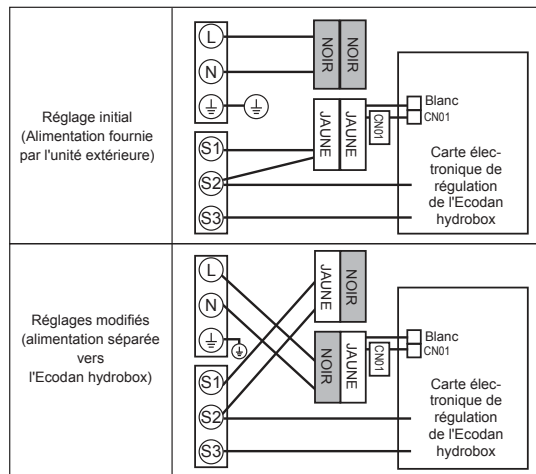 Réglage initial
(Alimentation fournie
par l'unité extérieure)
L
N
S1
S2
S3
NOIR
NOIR
JAUNE
JAUNE
CN01
Blanc
CN01
Carte élec-
tronique de
régulation
de l'Ecodan
hydrobox
Réglages modifiés
(alimentation séparée
vers
l'Ecodan hydrobox)
L
N
S1
S2
S3
JAUNE
NOIR
NOIR
JAUNE
CN01
Blanc
CN01
Carte élec-
tronique de
régulation
de l'Ecodan
hydrobox